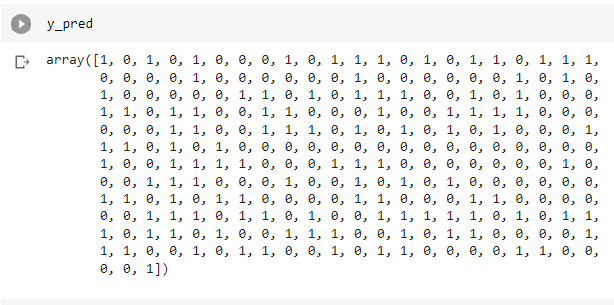 y_pred
array([1, 0, 1, 0, 1, 0, 0, 0, 1, 0, 1, 1, 1, 0, 1, 0, 1, 1, 0, 1, 1, 1,
0, 0, 0, 0, 1, 0, 0, 0, 0, 0, 1, 0, 0, 0, 0, 0, 0, 1, 0, 1, 0,
1, 0, 0, 0, 0, 0, 1, 1, 0, 1, 0, 1, 1, 1, 0, 0, 1, 0, 1, 0, 0, 0,
1, 1, 0, 1, 1, 0, 0, 1, 1, 0, 0, 0, 1, 0, 0, 1, 1, 1, 1, 0, 0, 0,
0, 0, 0, 1, 1, 0, 0, 1, 1, 1, 0, 1, 0, 1, 0, 1, 0, 1, 0, 0, 0, 1,
1, 1, 0, 1, 0, 1, 0, 0, 0, 0, 0, 0, 0, 0, 0, 0, 0, 0, 0, 0, 0, 0,
1, 0, 0, 1, 1, 1, 1, 0, 0, 0, 1, 1, 1, 0, 0, 0, 0, 0, 0, 0, 1, 0,
0, 0, 1, 1, 1, 0, 0, 0, 1, 0, 0, 1, 0, 1, 0, 1, 0, 0, 0, 0, 0, 0,
1, 1, 0, 1, 0, 1, 1, 0, 0, 0, 0, 1, 1, 0, 0, 0, 1, 1, 0, 0, 0, 0,
0, 0, 1, 1, 1, 0, 1, 1, 0, 1, 0, 0, 1, 1, 1, 1, 1, 0, 1, 0, 1, 1,
1, 0, 1, 1, 0, 1, 0, 0, 1, 1, 1, 0, 0, 1, 0, 1, 1, 0, 0, 0, 0, 1,
1, 1, 0, 0, 1, 0, 1, 1, 0, 0, 1, 0, 1, 1, 0, 0, 0, 0, 1, 1, 0, 0,
0, 0, 1])